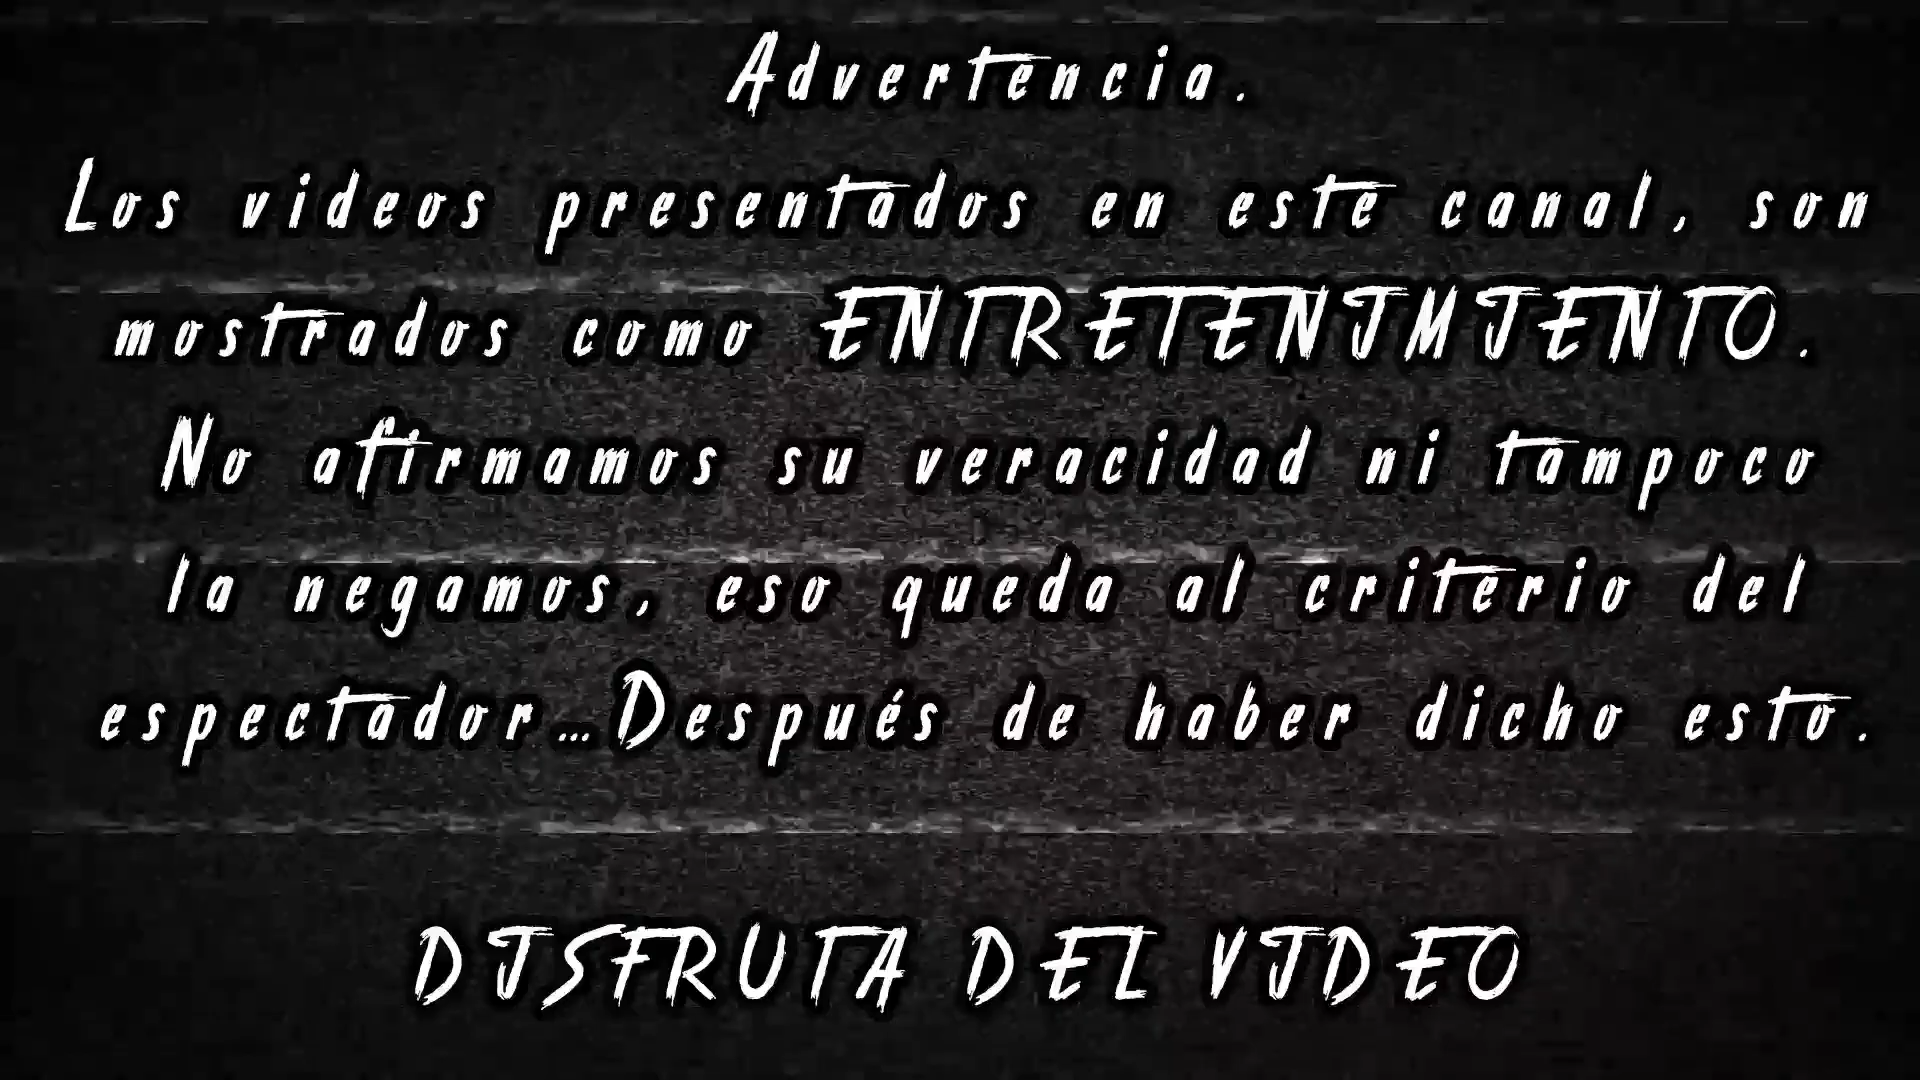 Advertencia.
Los videos presentados en este canal, son
mostrados como ENTRETENIMIENTO.
No afirmamos su veracidad ni tampoco
la negamos, eso queda al criterio del
espectador...Después de haber dicho esto.
DISFRUTA DEL VIDEO